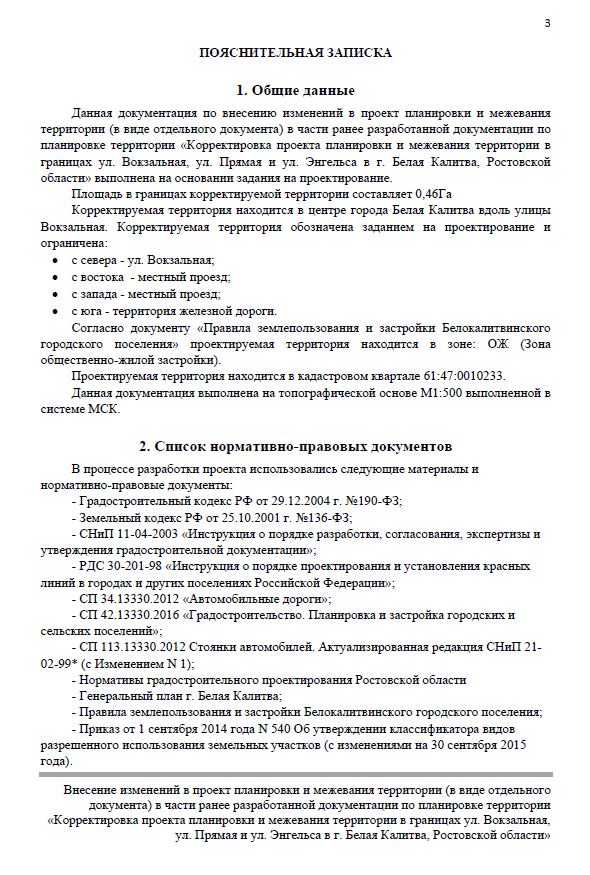 3
ПОЯСНИТЕЛЬНАЯ ЗАПИСКА
1. Общие данные
Данная документация по внесению изменений в проект планировки и межевания
территории (в виде отдельного документа) в части ранее разработанной документации по
планировке территории «Корректировка проекта планировки и межевания территории в
границах ул. Вокзальная, ул. Прямая и ул. Энгельса в г. Белая Калитва, Ростовской
области» выполнена на основании задания на проектирование.
Площадь в границах корректируемой территории составляет 0,46Га
Корректируемая территория находится в центре города Белая Калитва вдоль улицы
Вокзальная. Корректируемая территория обозначена заданием на проектирование и
ограничена:
• с севера - ул. Вокзальная;
• с востока - местный проезд;
• с запада - местный проезд;
• с юга - территория железной дороги.
Согласно документу «Правила землепользования и застройки Белокалитвинского
городского поселения» проектируемая территория находится в зоне: ОЖ (Зона
общественно-жилой застройки).
Проектируемая территория находится в кадастровом квартале 61:47:0010233.
Данная документация выполнена на топографической основе М1:500 выполненной в
системе МСК.
2. Список нормативно-правовых документов
В процессе разработки проекта использовались следующие материалы и
нормативно-правовые документы:
- Градостроительный кодекс РФ от 29.12.2004 г. №190-ФЗ;
- Земельный кодекс РФ от 25.10.2001 г. №136-ФЗ;
- СНиП 11-04-2003 «Инструкция о порядке разработки, согласования, экспертизы и
утверждения градостроительной документации»;
- РДС 30-201-98 «Инструкция о порядке проектирования и установления красных
линий в городах и других поселениях Российской Федерации»;
- СП 34.13330.2012 «Автомобильные дороги»;
- СП 42.13330.2016 «Градостроительство. Планировка и застройка городских и
сельских поселений»;
- СП 113.13330.2012 Стоянки автомобилей. Актуализированная редакция СНиП 21-
02-99* (с Изменением N 1);
- Нормативы градостроительного проектирования Ростовской области
- Генеральный план г. Белая Калитва;
- Правила землепользования и застройки Белокалитвинского городского поселения;
- Приказ от 1 сентября 2014 года N 540 Об утверждении классификатора видов
разрешенного использования земельных участков (с изменениями на 30 сентября 2015
года).
Внесение изменений в проект планировки и межевания территории (в виде отдельного
документа) в части ранее разработанной документации по планировке территории
«Корректировка проекта планировки и межевания территории в границах ул. Вокзальная,
ул. Прямая и ул. Энгельса в г. Белая Калитва, Ростовской области»